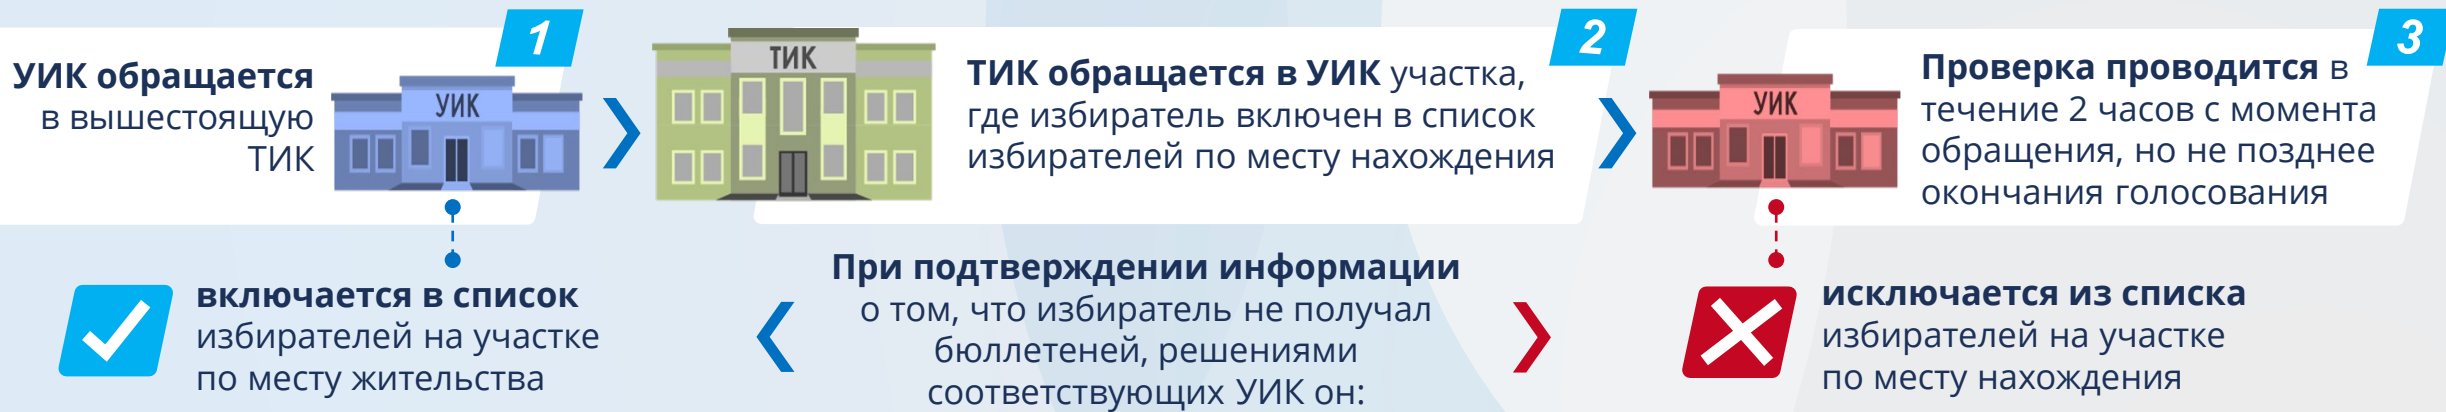 1
УИК обращается
в вышестоящую
ТИК
УИК
ТИК
2
ТИК обращается в УИК участка,
где избиратель включен в список
избирателей по месту нахождения
УИК
3
Проверка проводится в
течение 2 часов с момента
обращения, но не позднее
окончания голосования
включается в список
избирателей на участке
по месту жительства
При подтверждении информации
о том, что избиратель не получал
бюллетеней, решениями
соответствующих УИК он:
исключается из списка
избирателей на участке
по месту нахождения